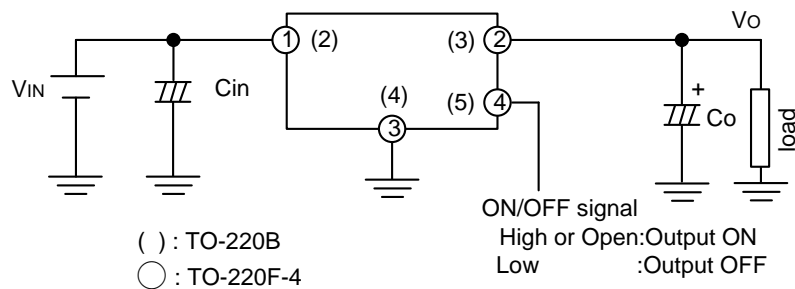 Vo
1 (2)
(3) 2
VIN
Cin
(4)
3
(5) 4
+
Co
load
ON/OFF signal
High or Open:Output ON
Low :Output OFF
( ) : TO-220B
◯ : TO-220F-4